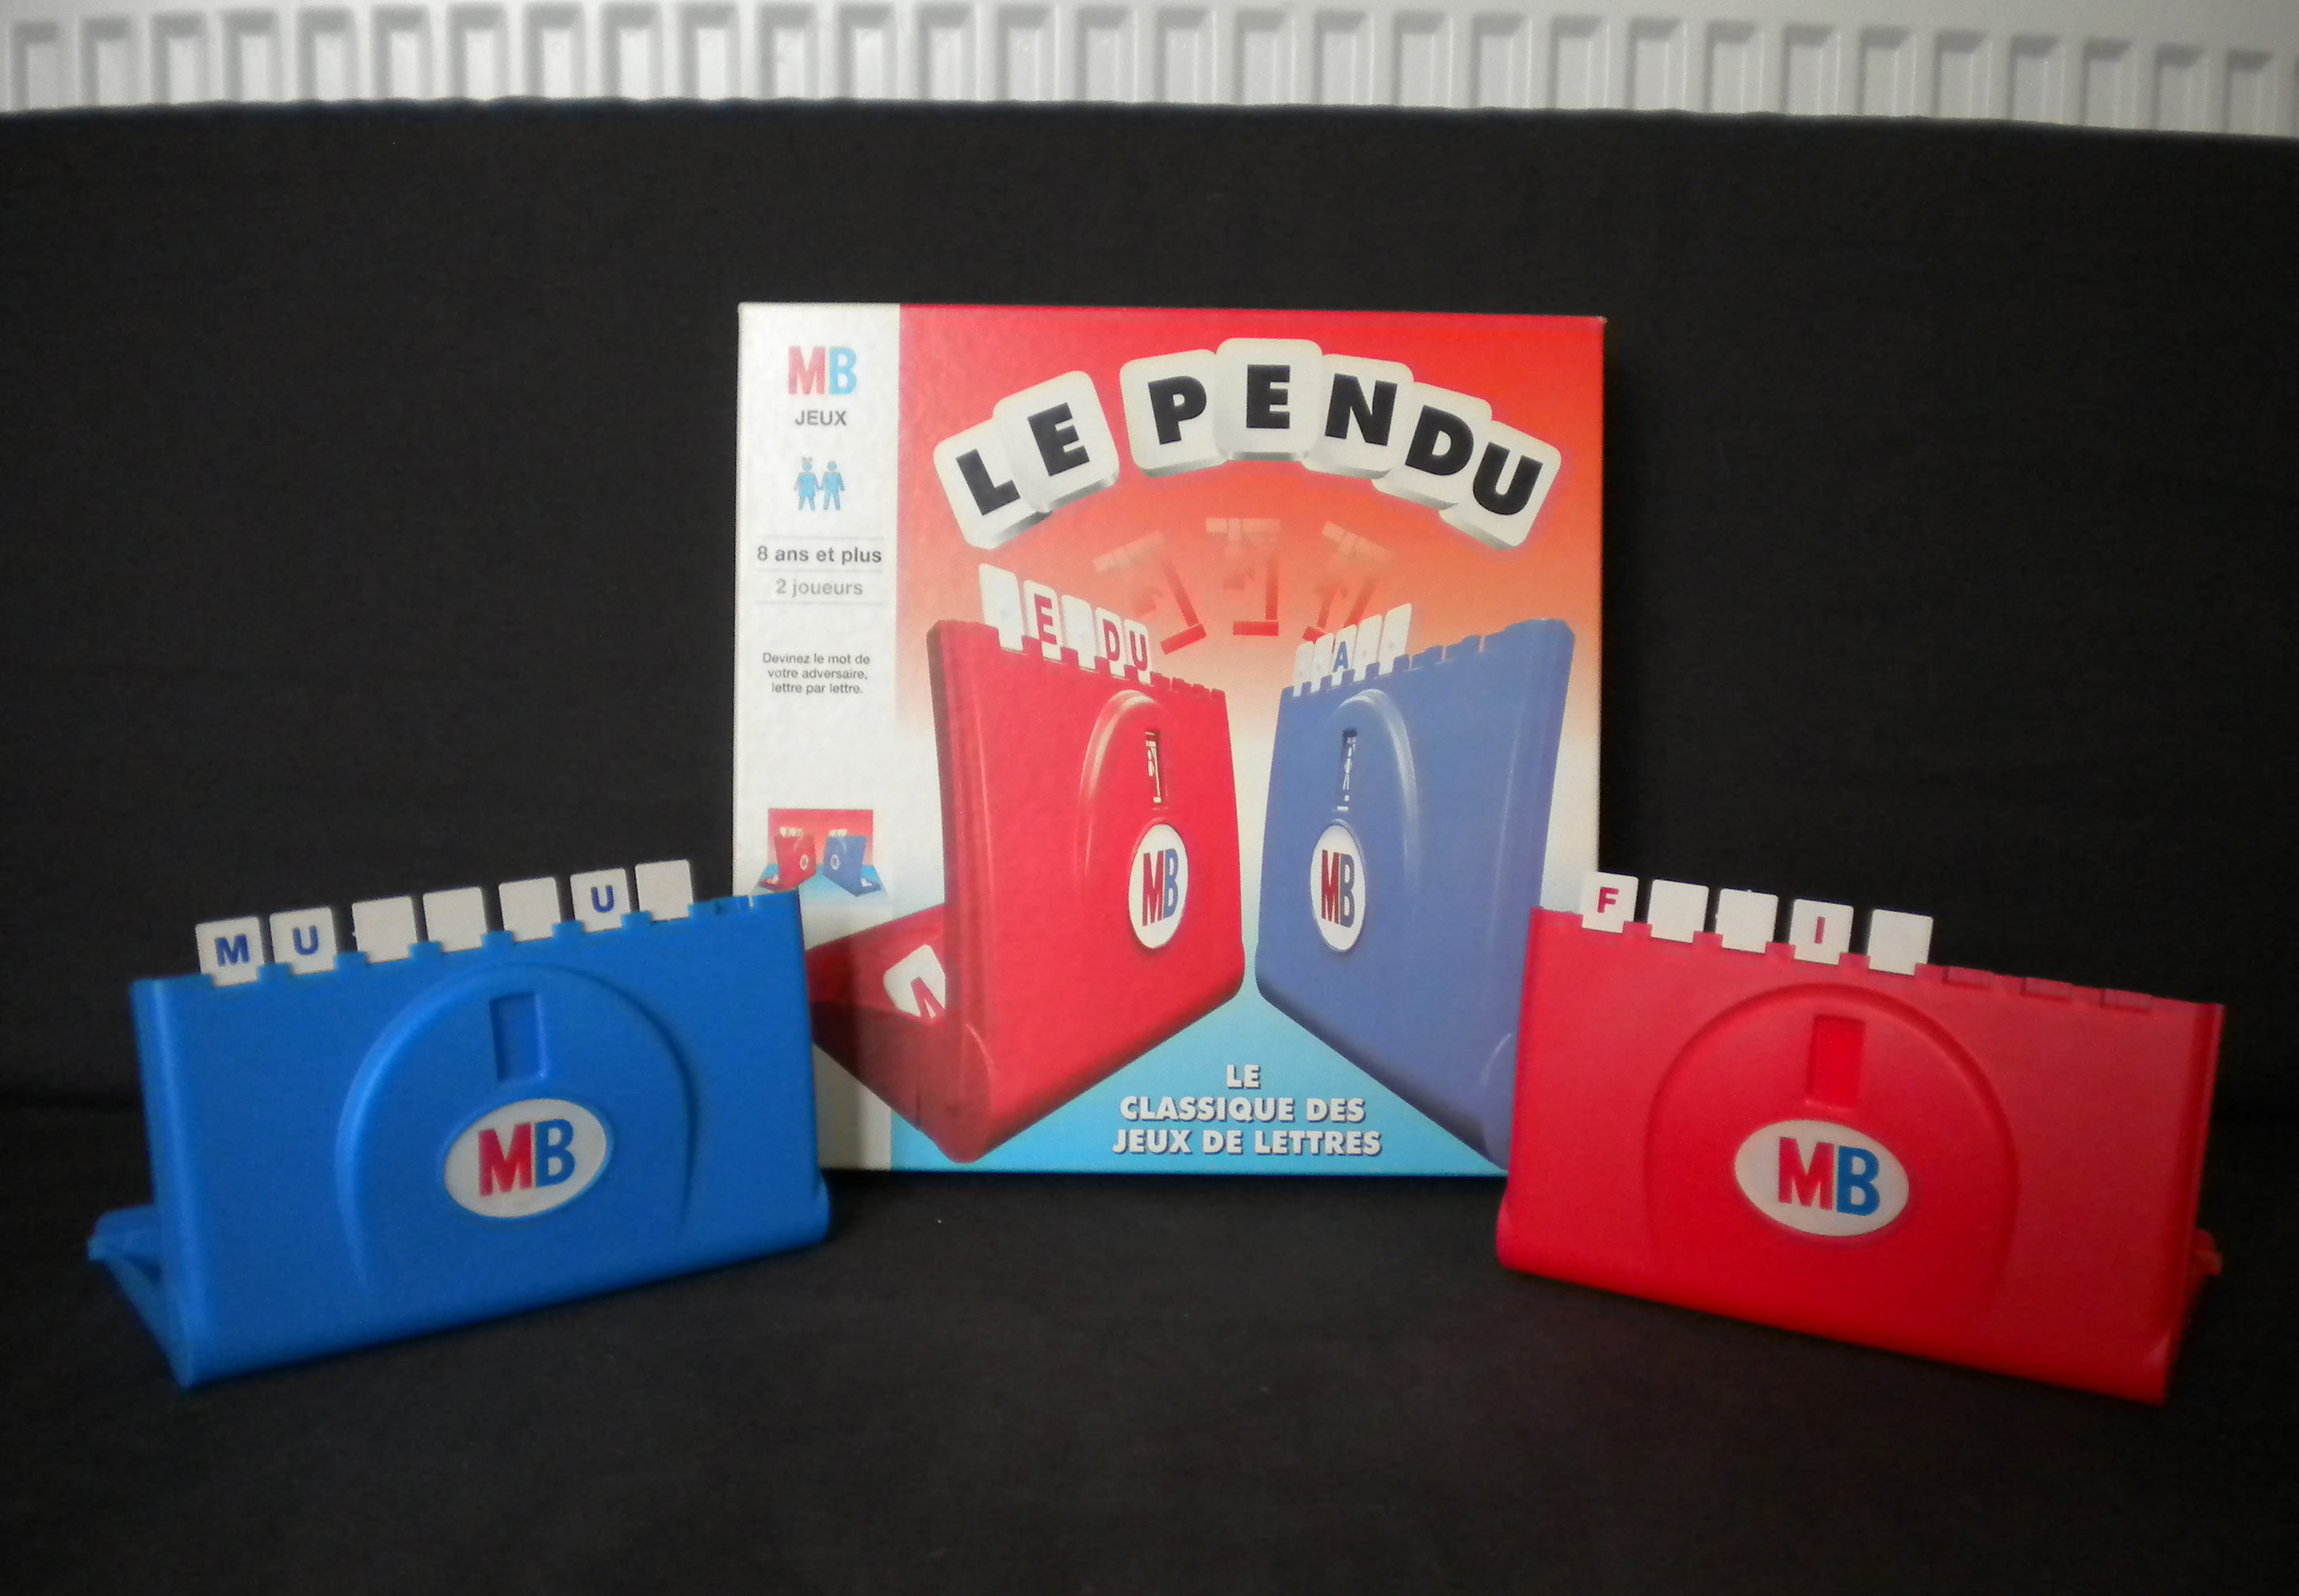 MB
JEUX
8 ans et plus
2 joueurs
Devinez le mot de
votre adversaire,
lettre par lettre.
LE PENDU
E DU
A
MB
MB
A
LE
CLASSIQUE DES
JEUX DE LETTRES
M U U
MB
F I
MB